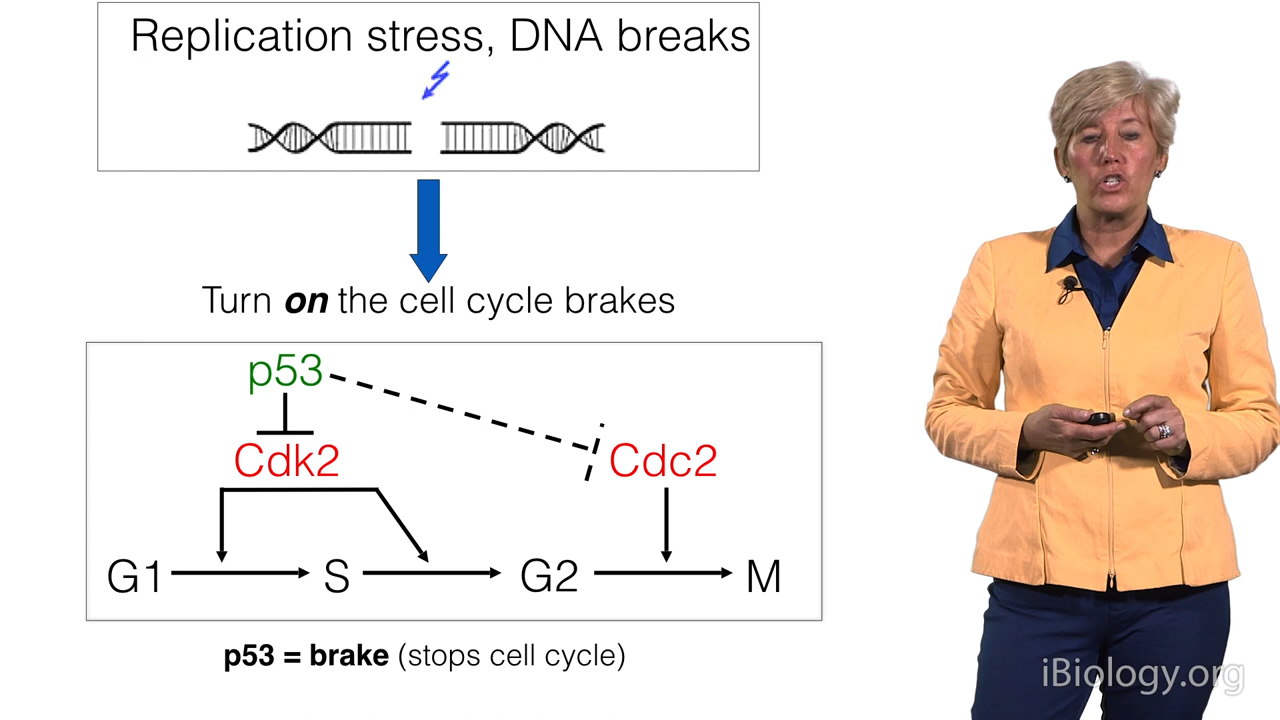 Replication stress, DNA breaks
Turn on the cell cycle brakes
p53
Cdk2
Cdc2
G1
S
G2
M
p53 = brake (stops cell cycle)
iBiology.org